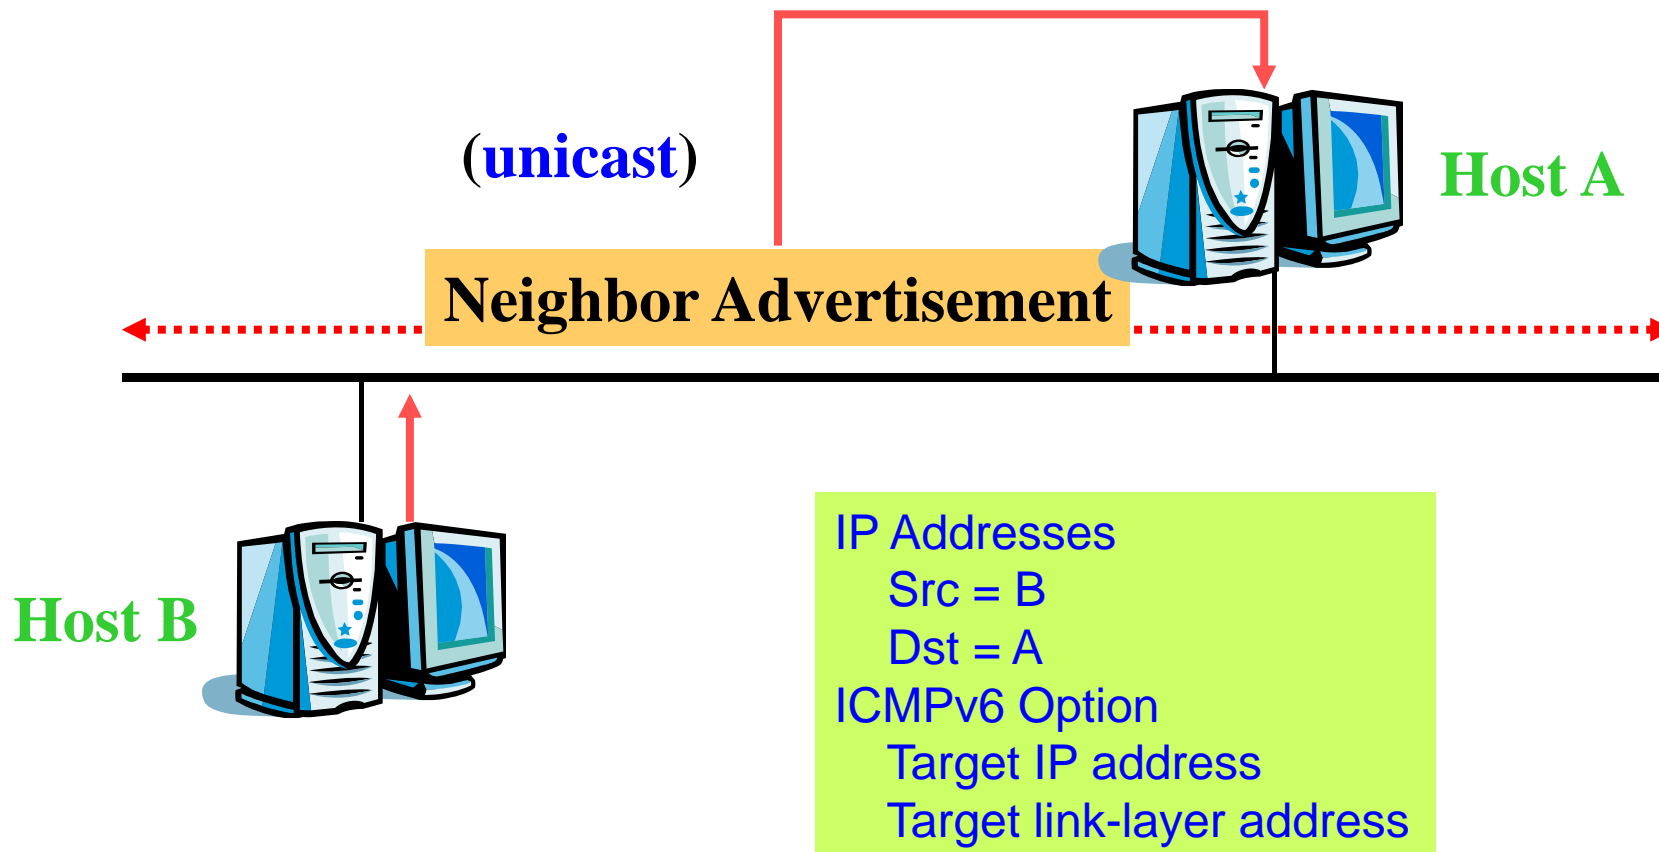 (unicast)
Host A
Neighbor Advertisement
Host B
IP Addresses
Src = B
Dst = A
ICMPv6 Option
Target IP address
Target link-layer address